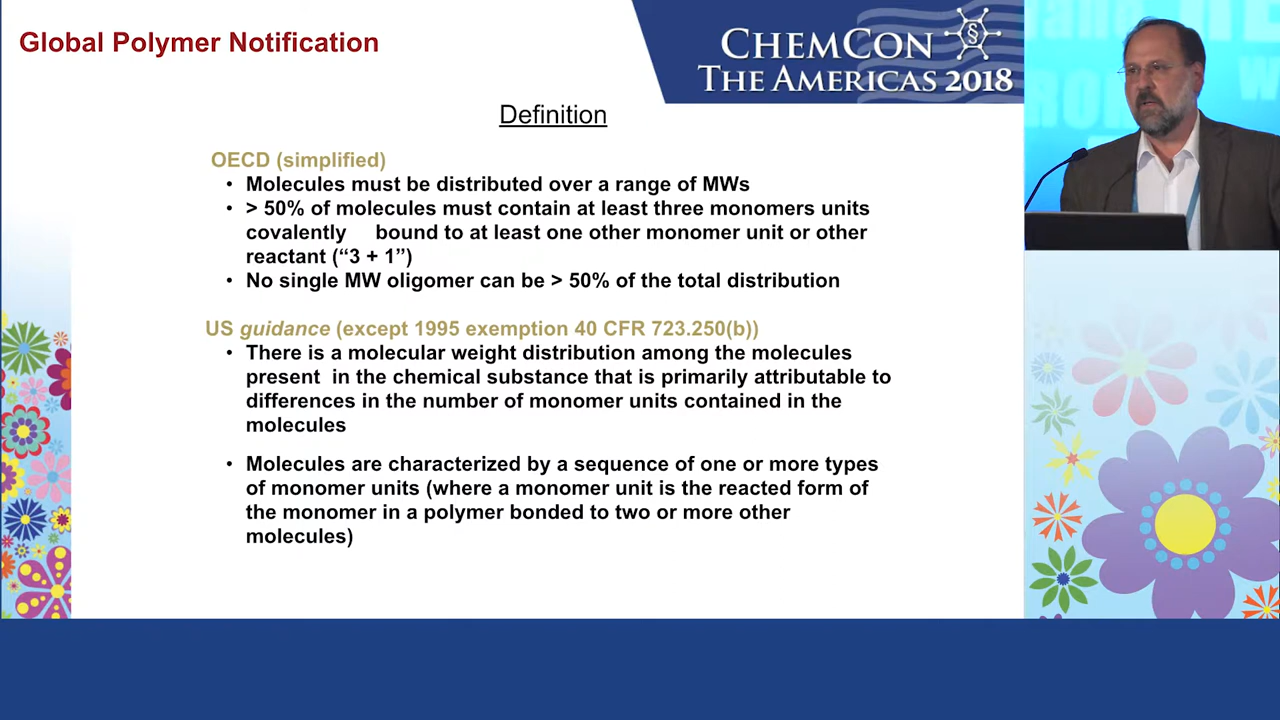 Global Polymer Notification
CHEMCON §
THE AMERICAS 2018
Definition
OECD (simplified)
• Molecules must be distributed over a range of MWs
• > 50% of molecules must contain at least three monomers units
covalently bound to at least one other monomer unit or other
reactant (“3 + 1”)
• No single MW oligomer can be > 50% of the total distribution
US guidance (except 1995 exemption 40 CFR 723.250(b))
• There is a molecular weight distribution among the molecules
present in the chemical substance that is primarily attributable to
differences in the number of monomer units contained in the
molecules
• Molecules are characterized by a sequence of one or more types
of monomer units (where a monomer unit is the reacted form of
the monomer in a polymer bonded to two or more other
molecules)